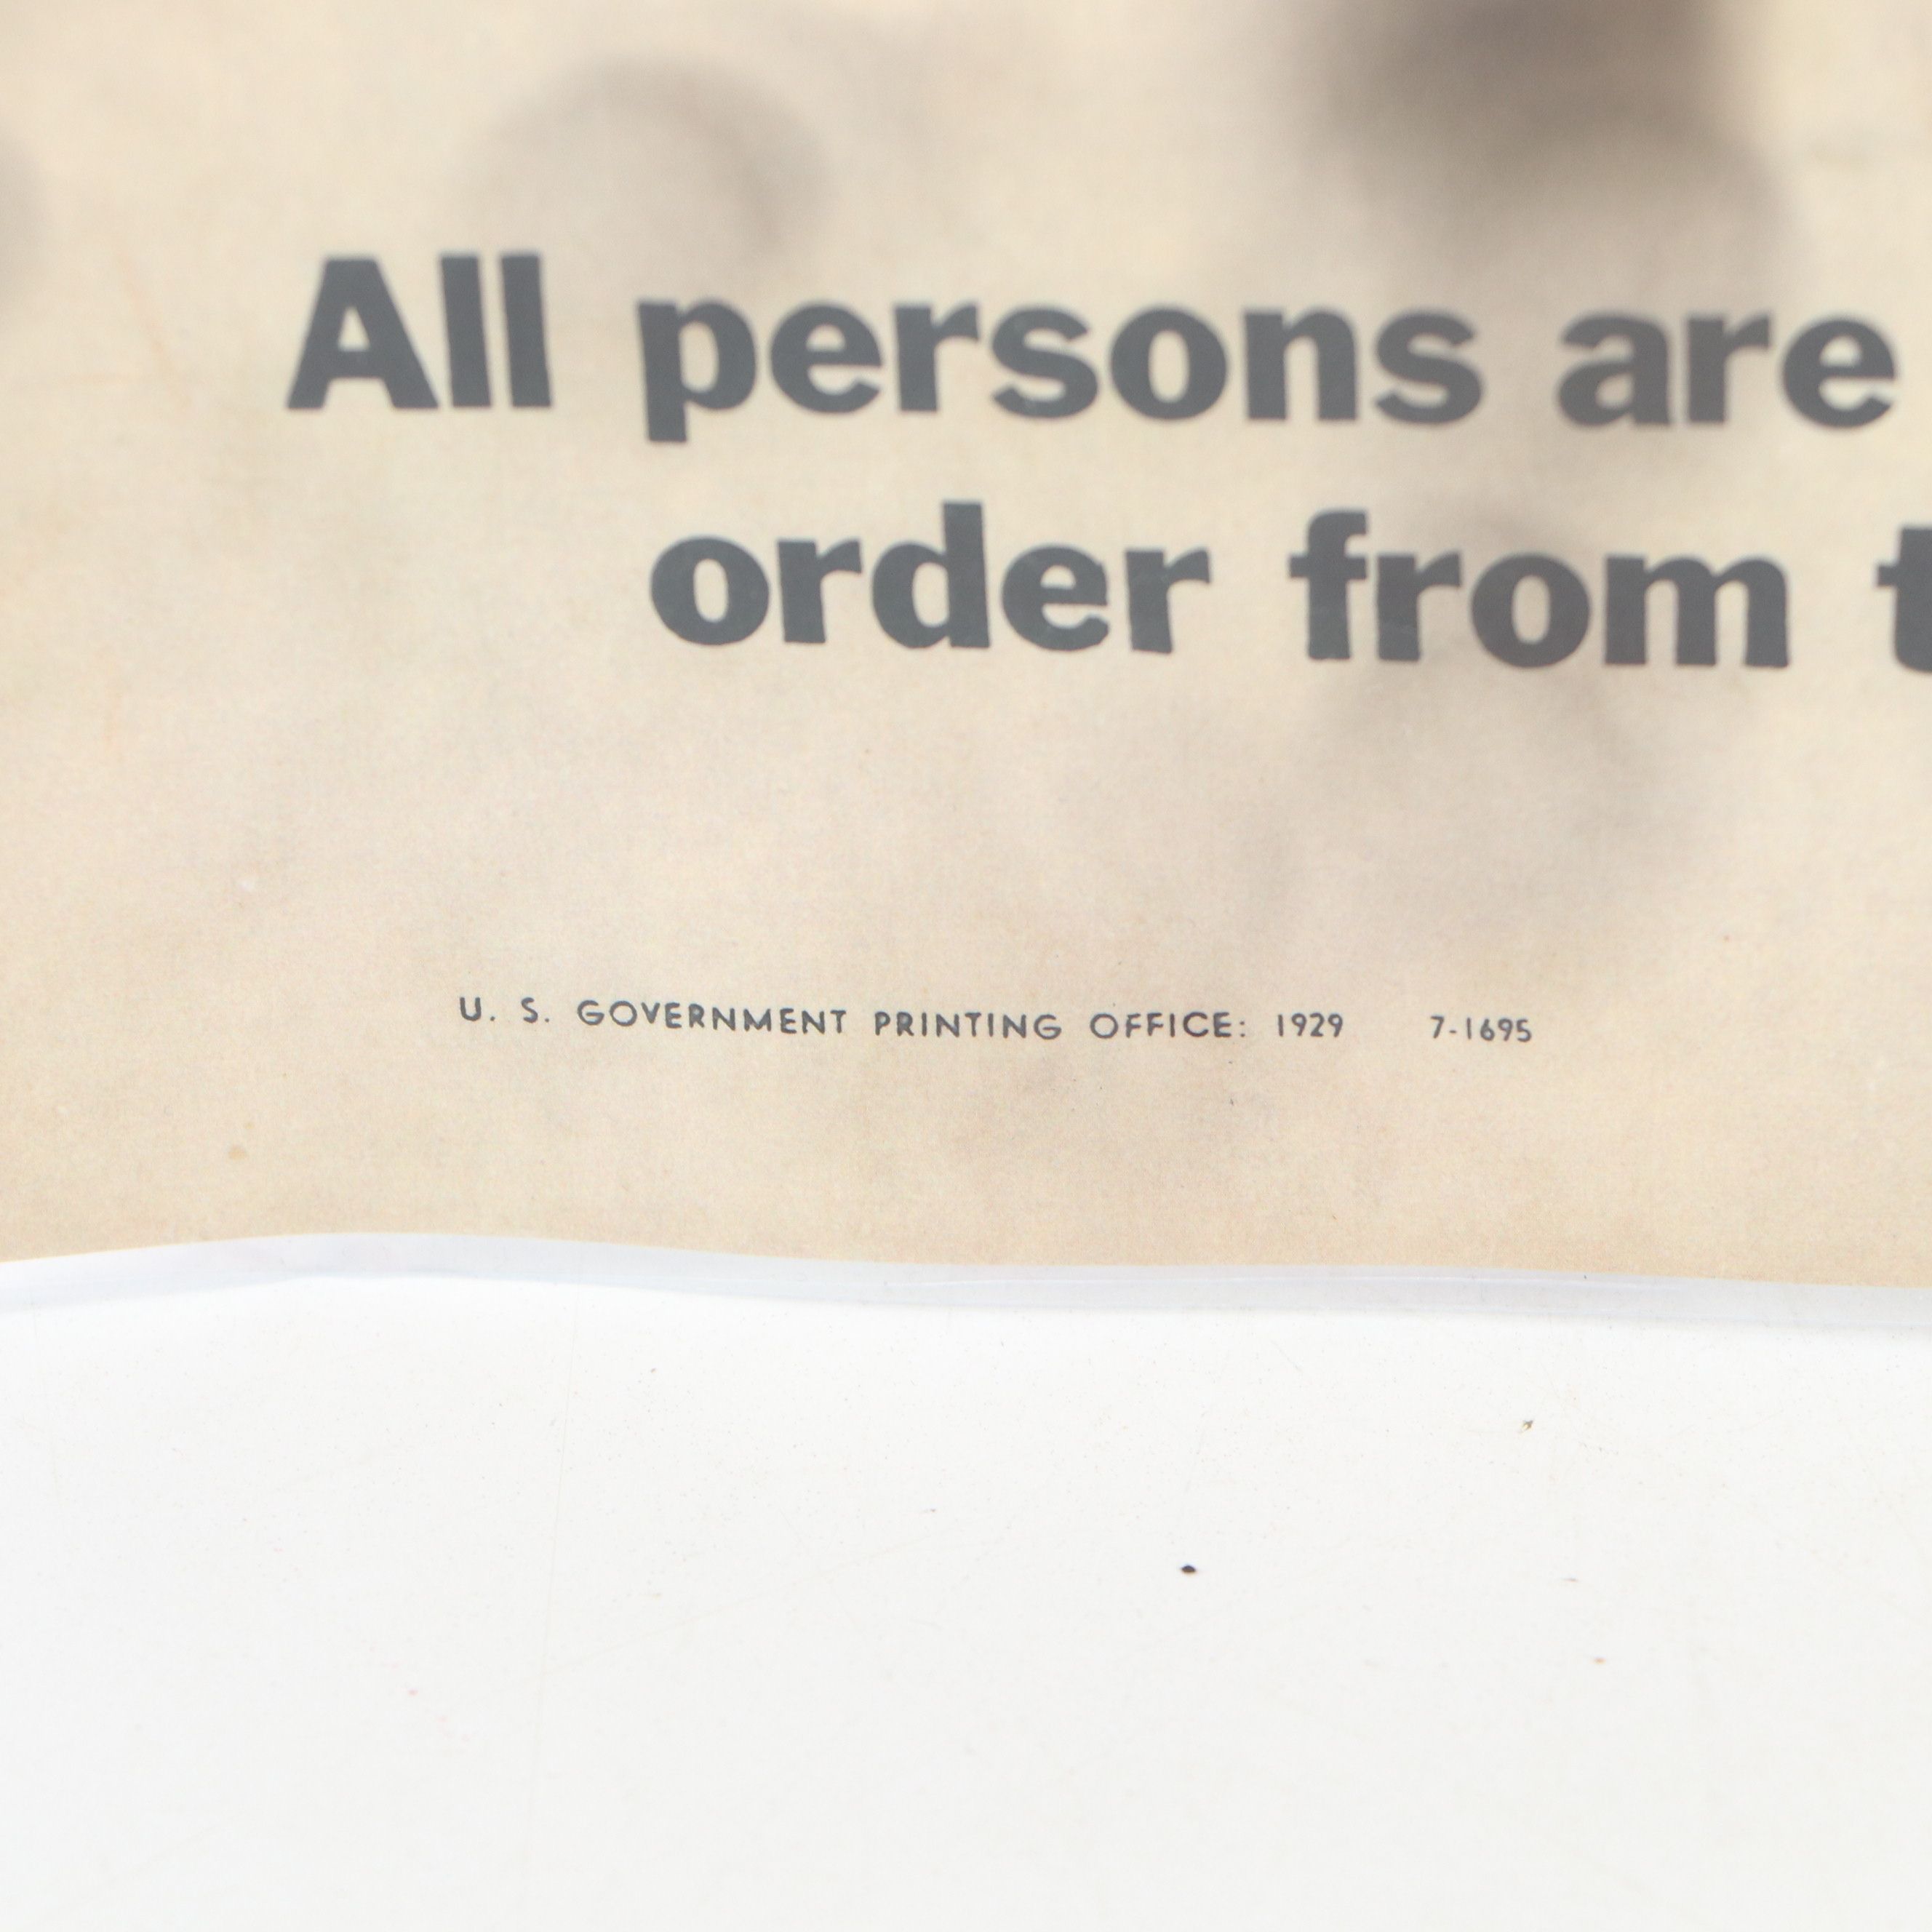 All persons are
order from t
U. S. GOVERNMENT PRINTING OFFICE: 1929 7-1695